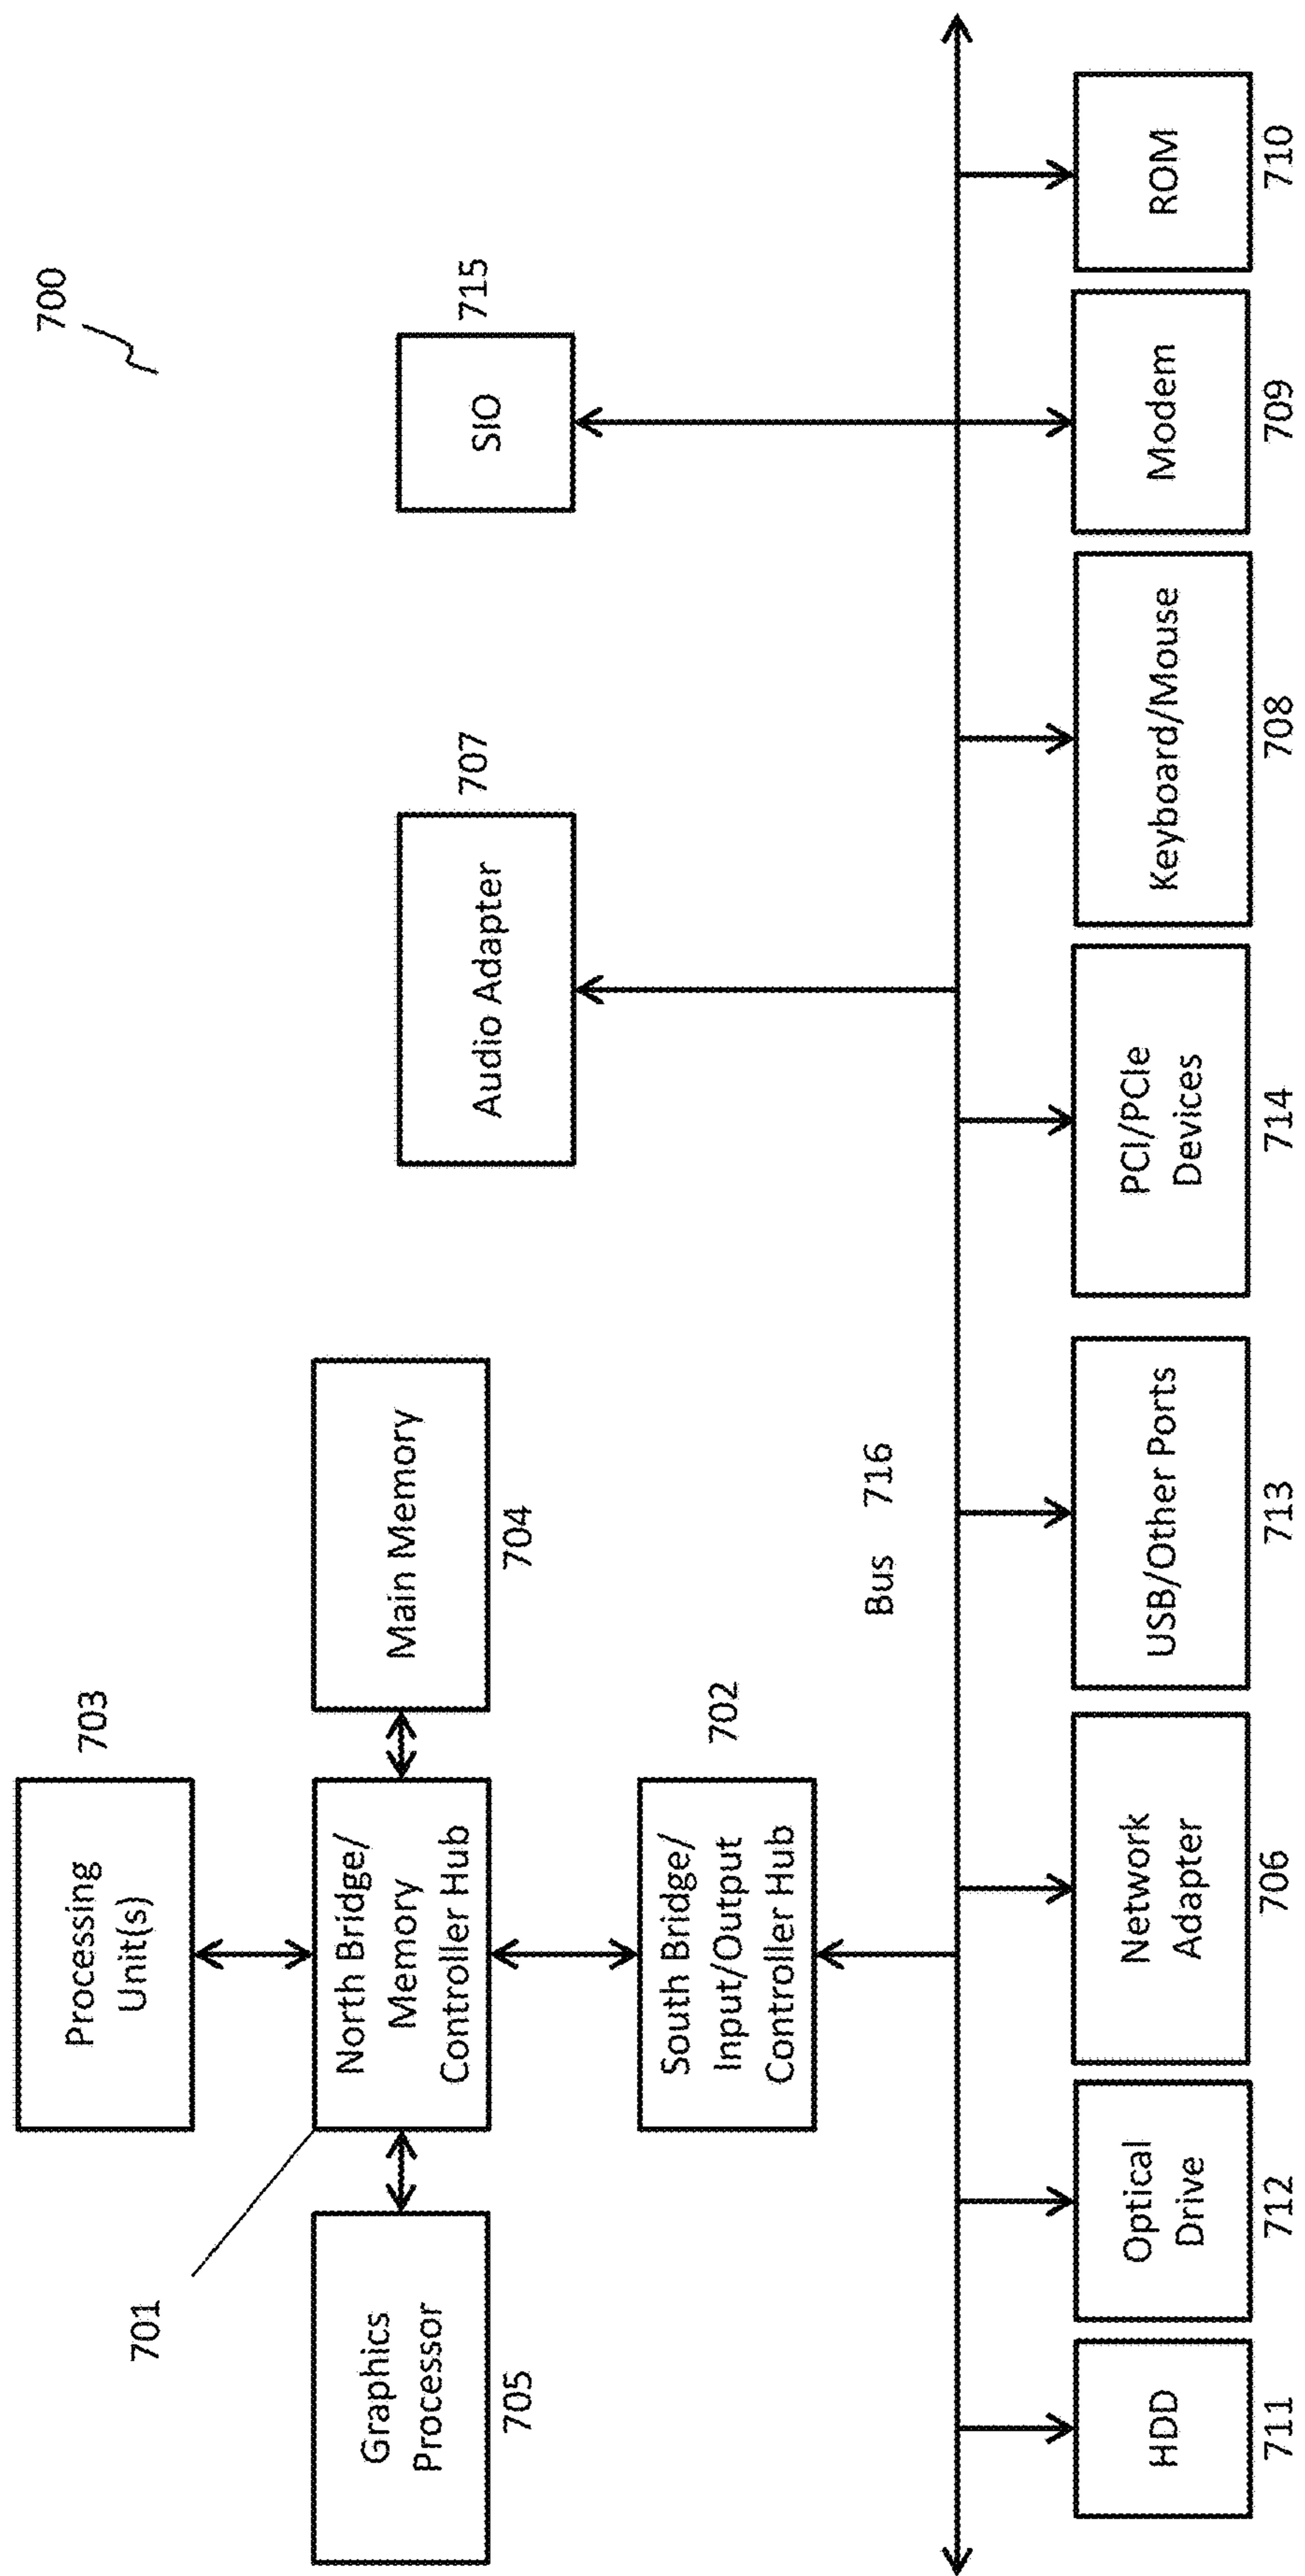 700
703
Processing
Unit(s)
701
Graphics
Processor
705
North Bridge/
Memory
Controller Hub
Main Memory
704
Audio Adapter
707
SIO
715
South Bridge/
Input/Output
Controller Hub
702
Bus 716
HDD
711
Optical
Drive
712
Network
Adapter
706
USB/Other Ports
713
PCI/PCIe
Devices
714
Keyboard/Mouse
708
Modem
709
ROM
710